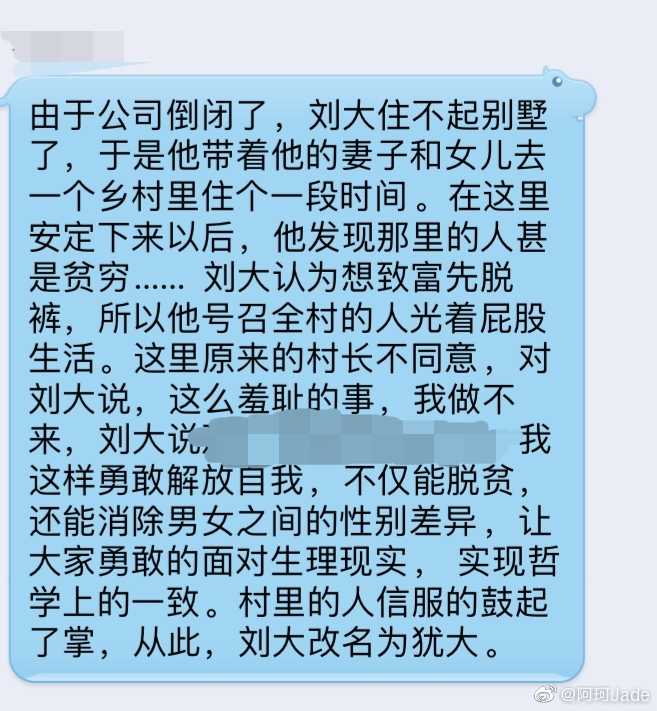 由于公司倒闭了，刘大住不起别墅
了，于是他带着他的妻子和女儿去
一个乡村里住个一段时间。在这里
安定下来以后，他发现那里的人甚
是贫穷...... 刘大认为想致富先脱
裤，所以他号召全村的人光着屁股
生活。这里原来的村长不同意，对
刘大说，这么羞耻的事，我做不
来，刘大说 我
这样勇敢解放自我，不仅能脱贫，
还能消除男女之间的性别差异，让
大家勇敢的面对生理现实， 实现哲
学上的一致。村里的人信服的鼓起
了掌，从此，刘大改名为犹大。
@阿珂Jade